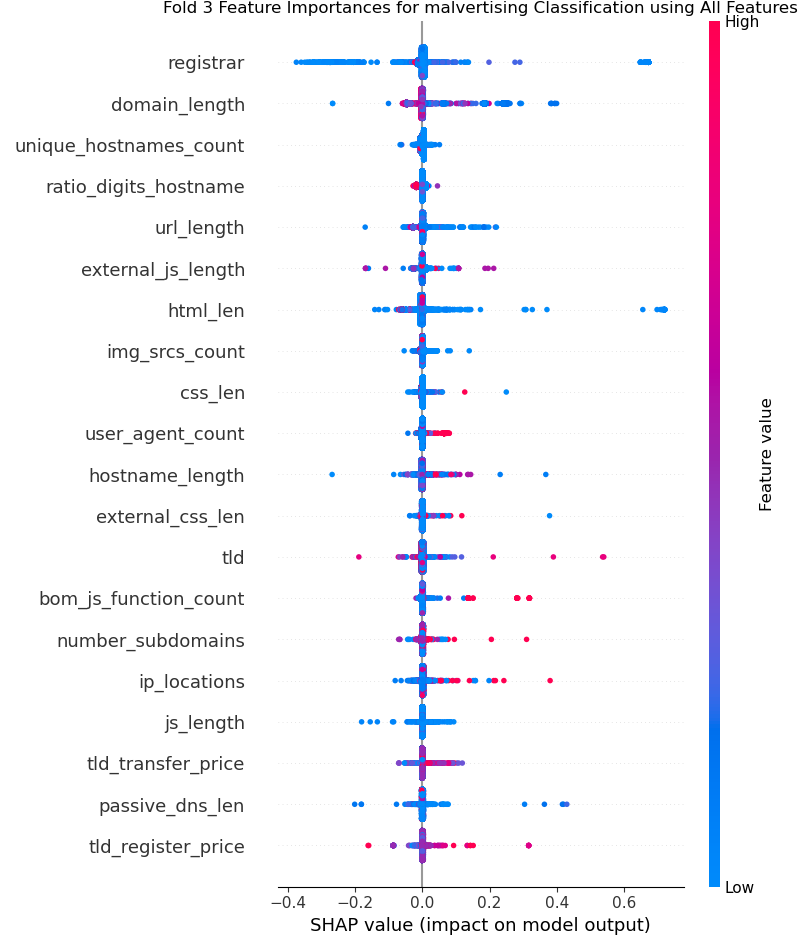 Fold 3 Feature Importances for malvertising Classification using All Features
High
registrar
domain_length
unique_hostnames_count
ratio_digits_hostname
url_length
external_js_length
html_len
img_srcs_count
css_len
user_agent_count
hostname_length
external_css_len
tld
bom_js_function_count
number_subdomains
ip_locations
js_length
tld_transfer_price
passive_dns_len
tld_register_price
Feature value
Low
−0.4 −0.2 0.0 0.2 0.4 0.6
SHAP value (impact on model output)